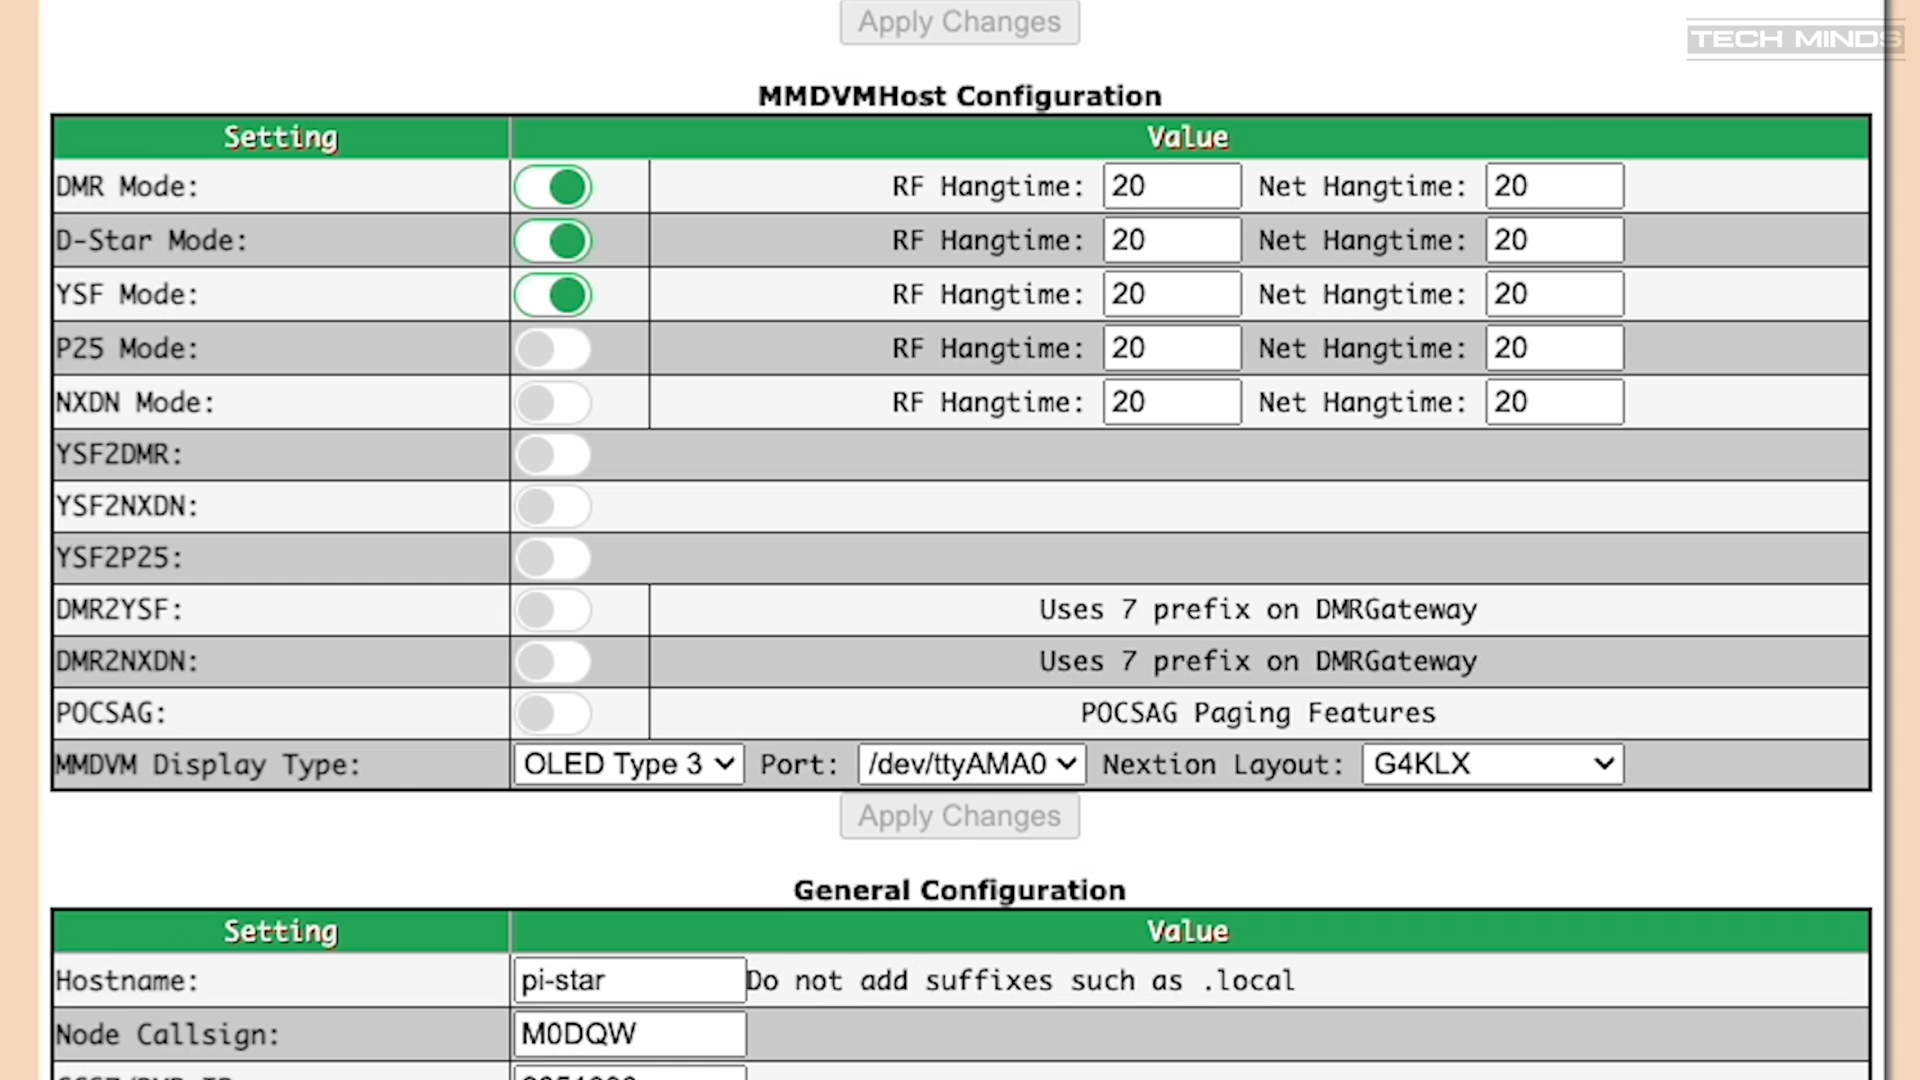 Apply Changes
TECH MINDS
MMDVMHost Configuration
Setting Value
DMR Mode: RF Hangtime: 20 Net Hangtime: 20
D-Star Mode: RF Hangtime: 20 Net Hangtime: 20
YSF Mode: RF Hangtime: 20 Net Hangtime: 20
P25 Mode: RF Hangtime: 20 Net Hangtime: 20
NXDN Mode: RF Hangtime: 20 Net Hangtime: 20
YSF2DMR:
YSF2NXDN:
YSF2P25:
DMR2YSF: Uses 7 prefix on DMRGateway
DMR2NXDN: Uses 7 prefix on DMRGateway
POCSAG: POCSAG Paging Features
MMDVM Display Type: OLED Type 3 Port: /dev/ttyAMA0 Nextion Layout: G4KLX
Apply Changes
General Configuration
Setting Value
Hostname: pi-star Do not add suffixes such as .local
Node Callsign: M0DQW